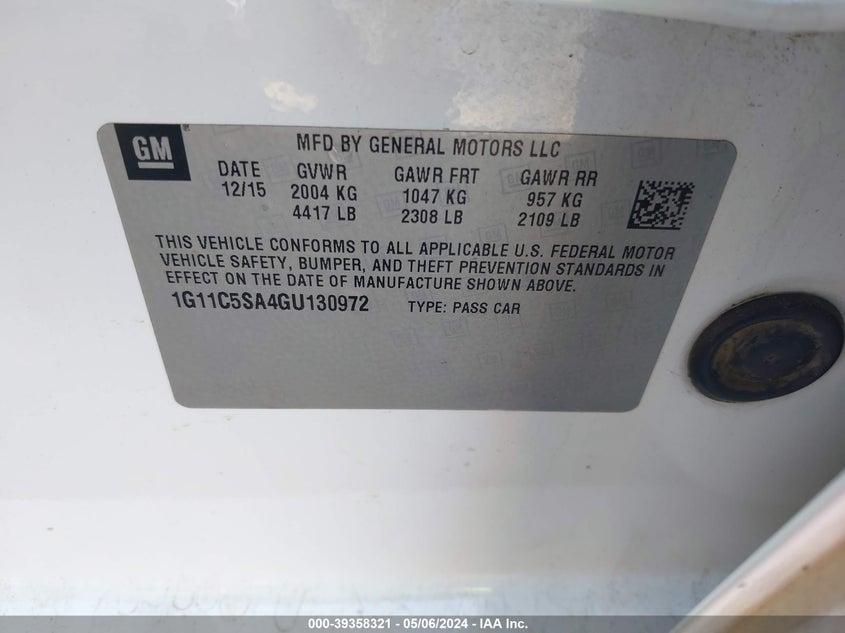 GM
MFD BY GENERAL MOTORS LLC
DATE GVWR GAWR FRT GAWR RR
12/15 2004 KG 1047 KG 957 KG
4417 LB 2308 LB 2109 LB
THIS VEHICLE CONFORMS TO ALL APPLICABLE U.S. FEDERAL MOTOR
VEHICLE SAFETY, BUMPER, AND THEFT PREVENTION STANDARDS IN
EFFECT ON THE DATE OF MANUFACTURE SHOWN ABOVE.
1G11C5SA4GU130972 TYPE: PASS CAR
000-39358321 - 05/06/2024 - IAA Inc.